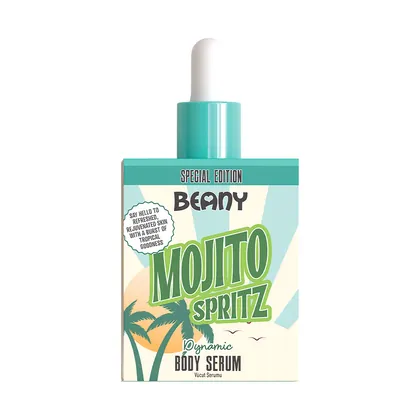 SPECIAL EDITION
BEANY
SAY HELLO TO
REFRESHED,
REJUVENATED SKIN
WITH A BURST OF
TROPICAL
GOODNESS
MOJITO
SPRITZ
Dynamic
BODY SERUM
Vücut Serumu